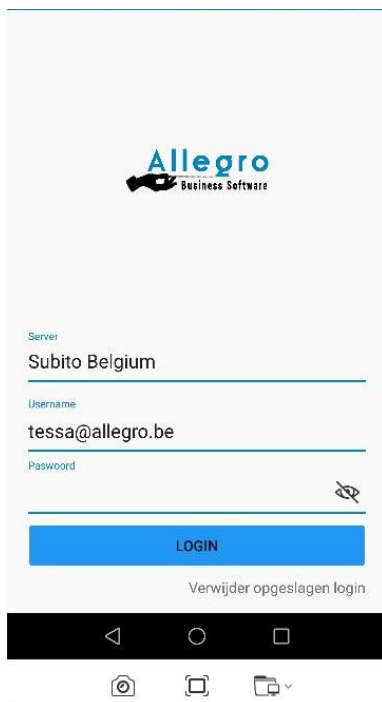 Allegro
Business Software
Server
Subito Belgium
Username
tessa@allegro.be
Paswoord
LOGIN
Verwijder opgeslagen login